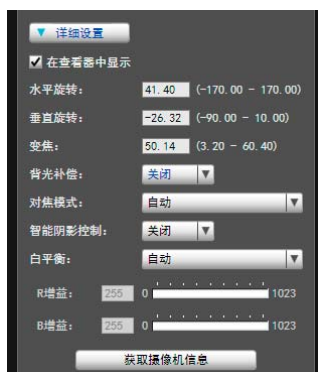 ▼ 详细设置
在查看器中显示
水平旋转: 41.40 (-170.00 - 170.00)
垂直旋转: -26.32 (-90.00 - 10.00)
变焦: 50.14 (3.20 - 60.40)
背光补偿: 关闭 ▼
对焦模式: 自动 ▼
智能阴影控制: 关闭 ▼
白平衡: 自动 ▼
R增益: 255 0 1023
B增益: 255 0 1023
获取摄像机信息